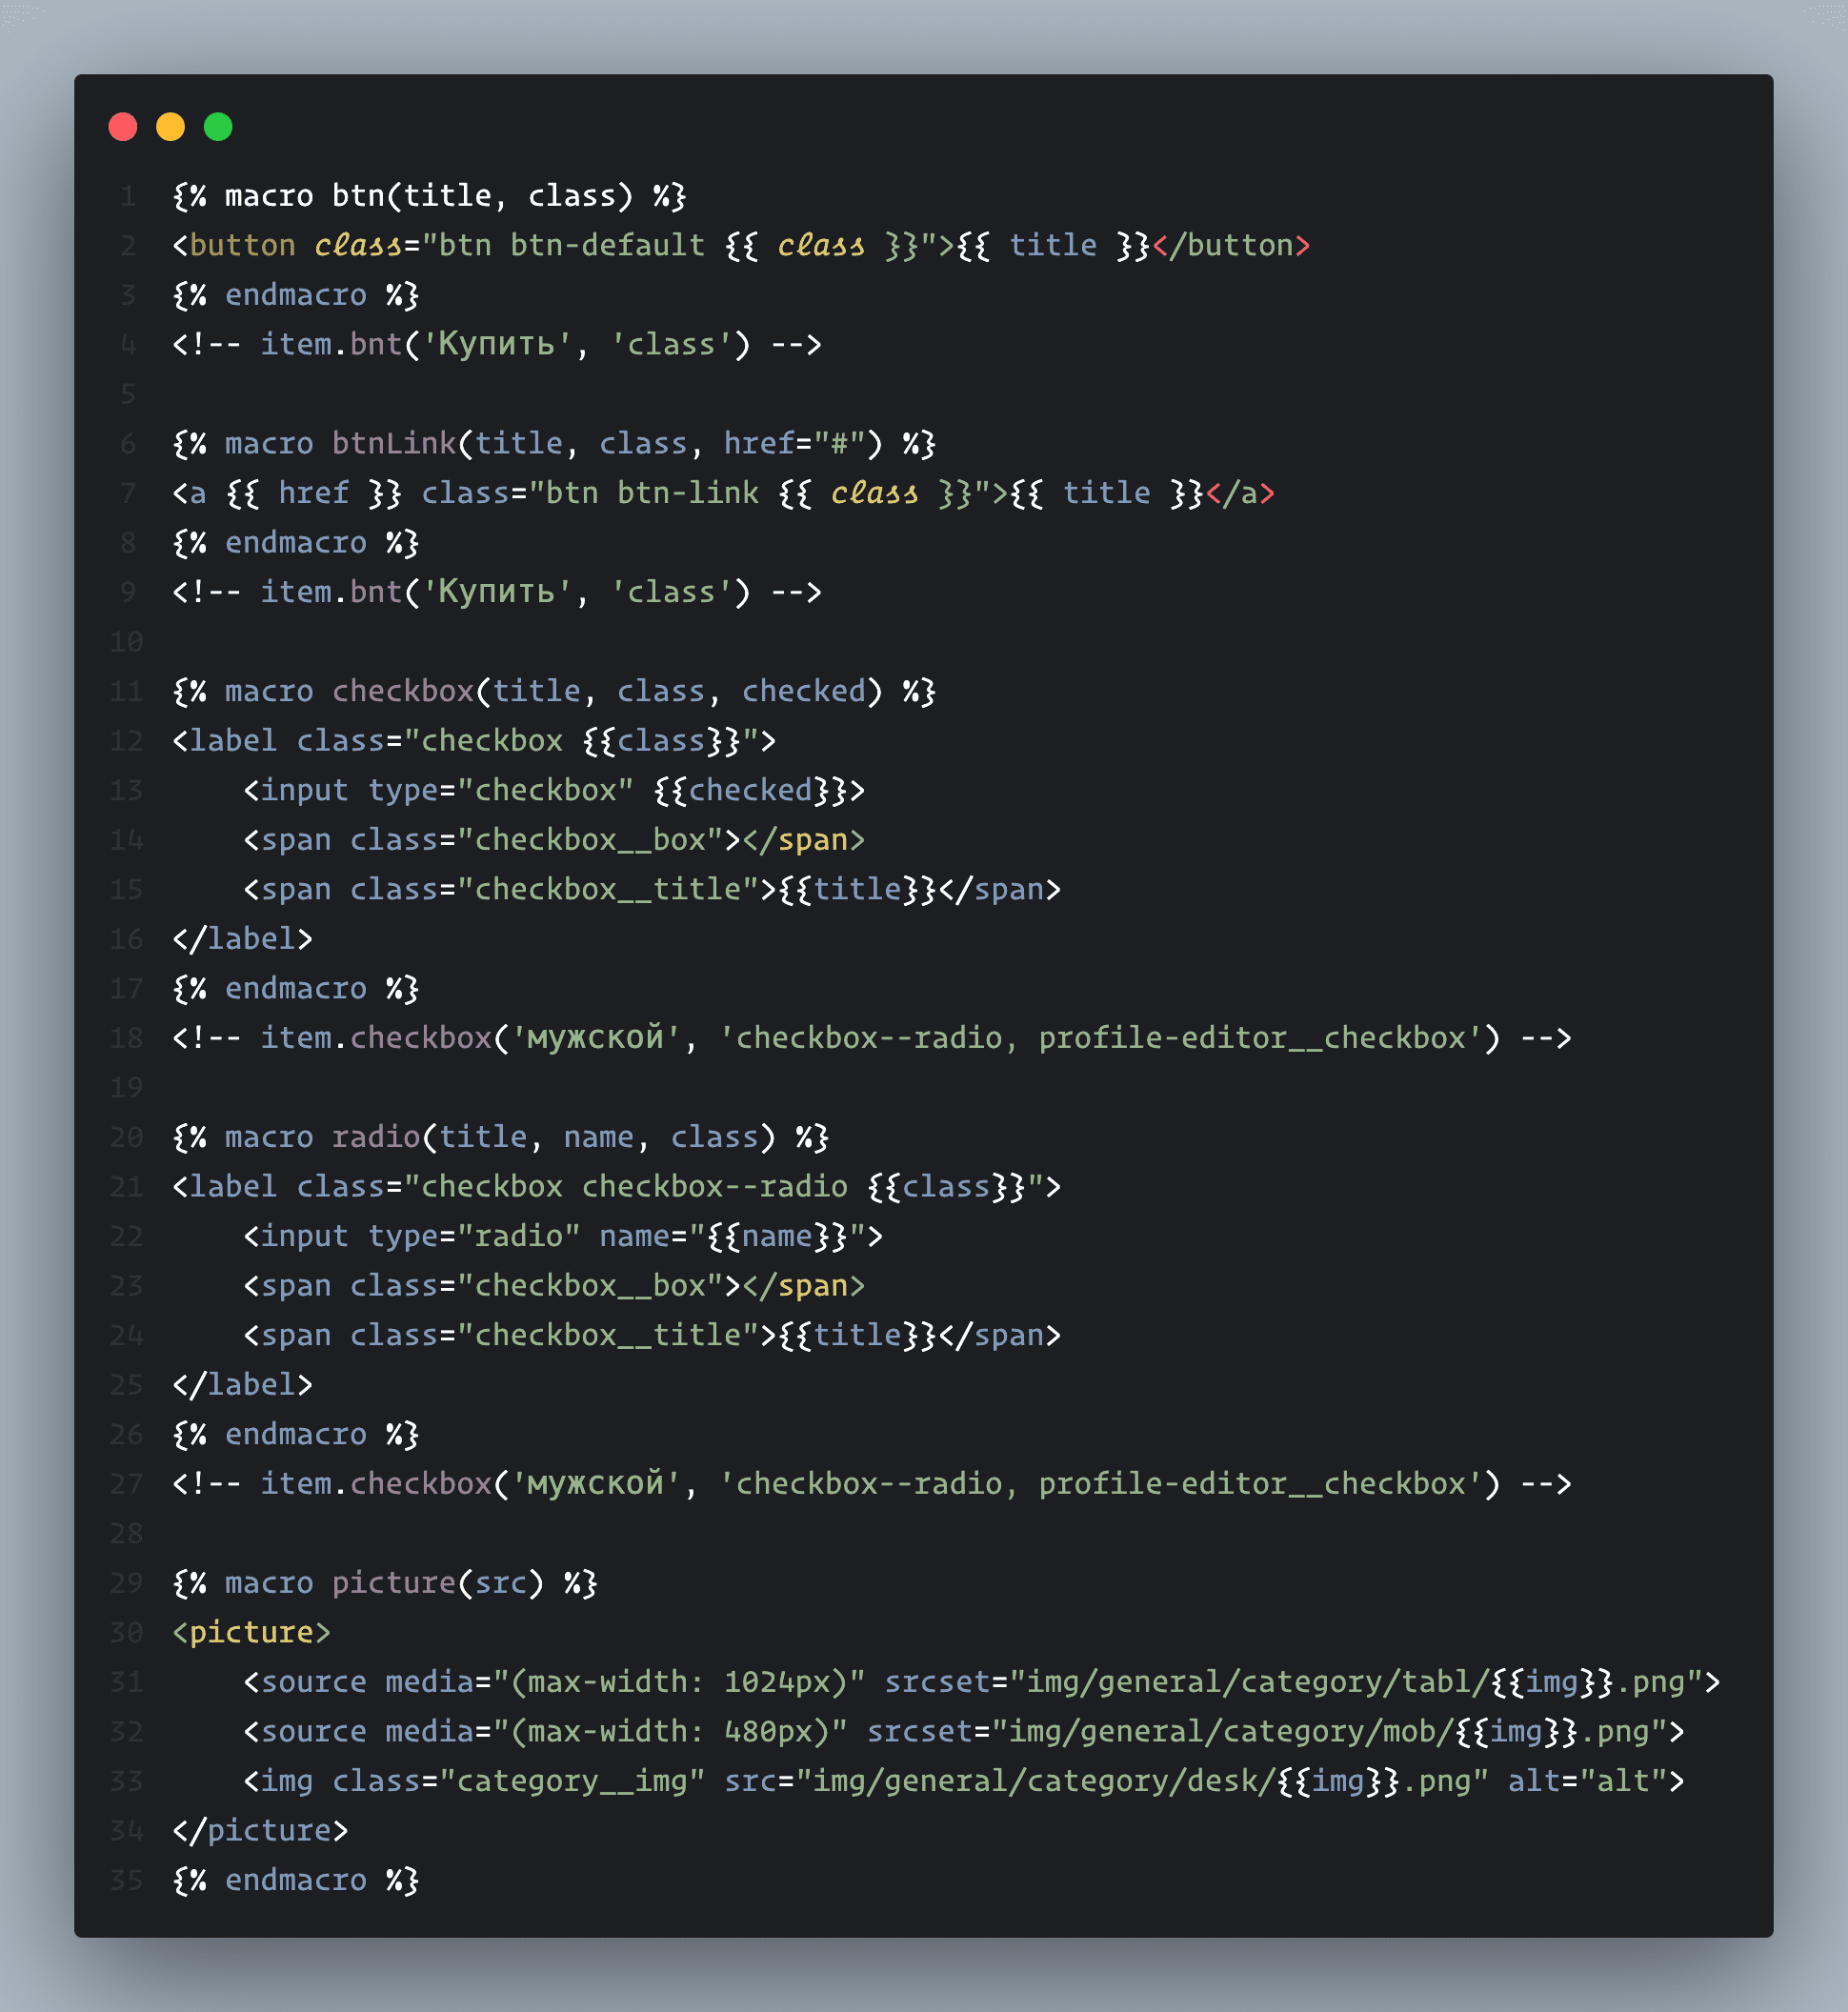 1 {% macro btn(title, class) %}
2 <button class="btn btn-default {{ class }}">{{ title }}</button>
3 {% endmacro %}
4 <!-- item.bnt('Купить', 'class') -->
5
6 {% macro btnLink(title, class, href="#") %}
7 <a {{ href }} class="btn btn-link {{ class }}">{{ title }}</a>
8 {% endmacro %}
9 <!-- item.bnt('Купить', 'class') -->
10
11 {% macro checkbox(title, class, checked) %}
12 <label class="checkbox {{class}}">
13     <input type="checkbox" {{checked}}>
14     <span class="checkbox__box"></span>
15     <span class="checkbox__title">{{title}}</span>
16 </label>
17 {% endmacro %}
18 <!-- item.checkbox('мужской', 'checkbox--radio, profile-editor__checkbox') -->
19
20 {% macro radio(title, name, class) %}
21 <label class="checkbox checkbox--radio {{class}}">
22     <input type="radio" name="{{name}}">
23     <span class="checkbox__box"></span>
24     <span class="checkbox__title">{{title}}</span>
25 </label>
26 {% endmacro %}
27 <!-- item.checkbox('мужской', 'checkbox--radio, profile-editor__checkbox') -->
28
29 {% macro picture(src) %}
30 <picture>
31     <source media="(max-width: 1024px)" srcset="img/general/category/tabl/{{img}}.png">
32     <source media="(max-width: 480px)" srcset="img/general/category/mob/{{img}}.png">
33     <img class="category__img" src="img/general/category/desk/{{img}}.png" alt="alt">
34 </picture>
35 {% endmacro %}